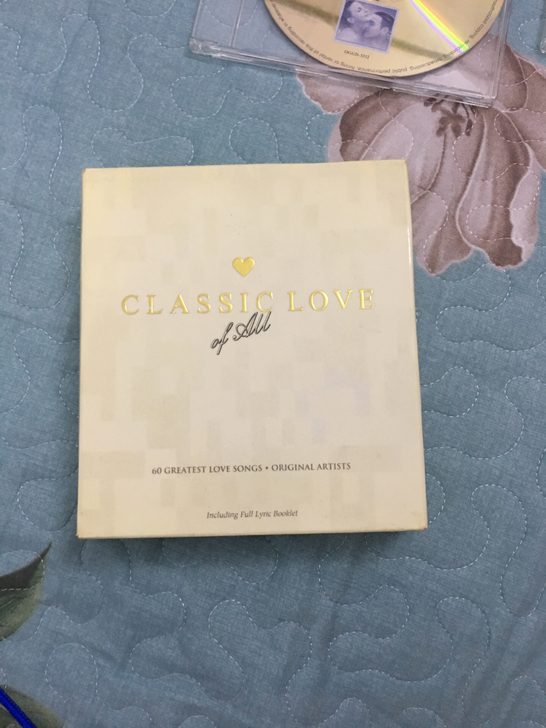 CLASSIC LOVE
of All
60 GREATEST LOVE SONGS • ORIGINAL ARTISTS
Including Full Lyric Booklet